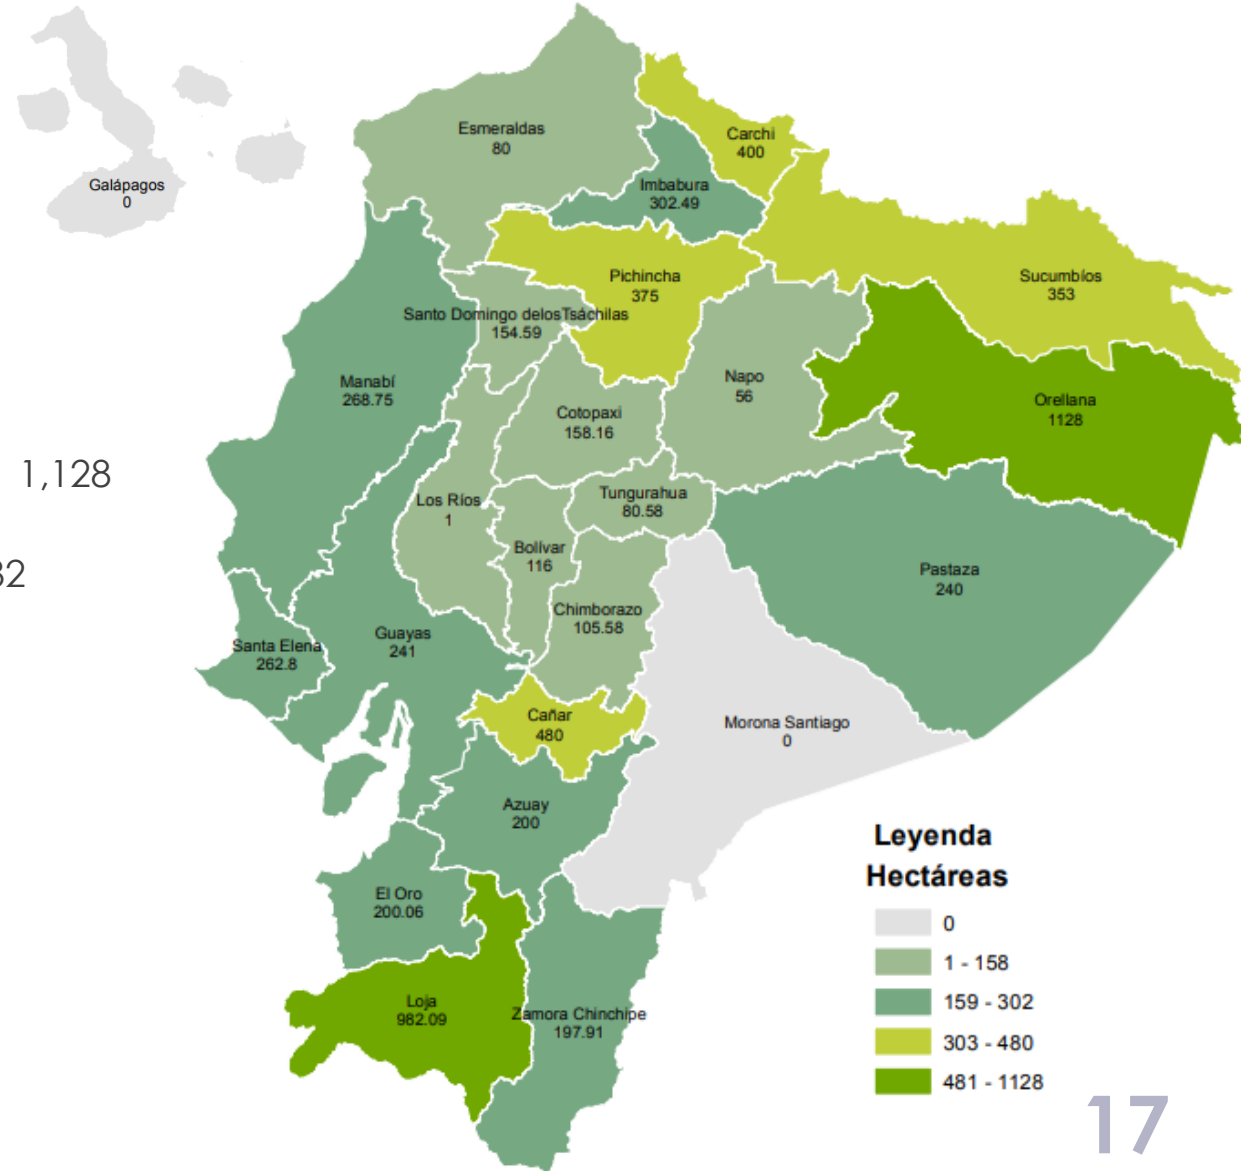 Galápagos
0
Esmeraldas
80
Carchi
400
Imbabura
302.49
Pichincha
375
Sucumbíos
353
Santo Domingo delosTsáchilas
154.59
Manabí
268.75
Napo
56
Orellana
1128
Cotopaxi
158.16
1,128
Los Ríos
1
Tungurahua
80.58
Bolívar
116
32
Pastaza
240
Chimborazo
105.58
Santa Elena
262.8
Guayas
241
Cañar
480
Morona Santiago
0
Azuay
200
El Oro
200.06
Loja
982.09
Zamora Chinchipe
197.91
Leyenda
Hectáreas
0
1 - 158
159 - 302
303 - 480
481 - 1128
17